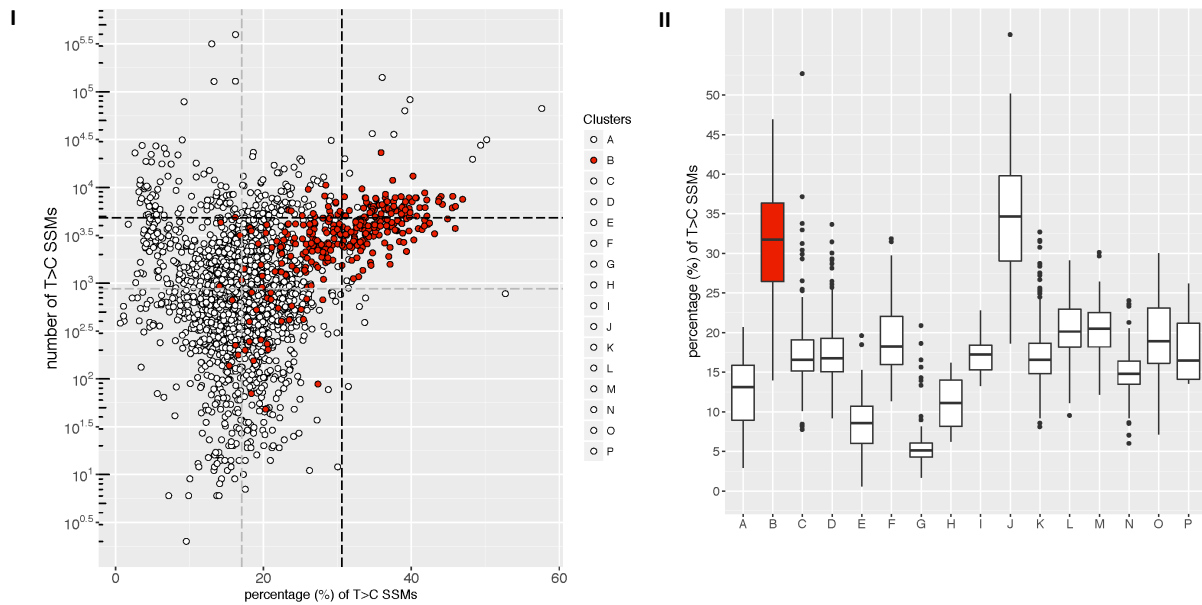 I
number of T>C SSMs
10^5.5
10^5
10^4.5
10^4
10^3.5
10^3
10^2.5
10^2
10^1.5
10^1
10^0.5
0 20 40 60
percentage (%) of T>C SSMs
Clusters
A
B
C
D
E
F
G
H
I
J
K
L
M
N
O
P
II
percentage (%) of T>C SSMs
50
45
40
35
30
25
20
15
10
5
0
A B C D E F G H I J K L M N O P